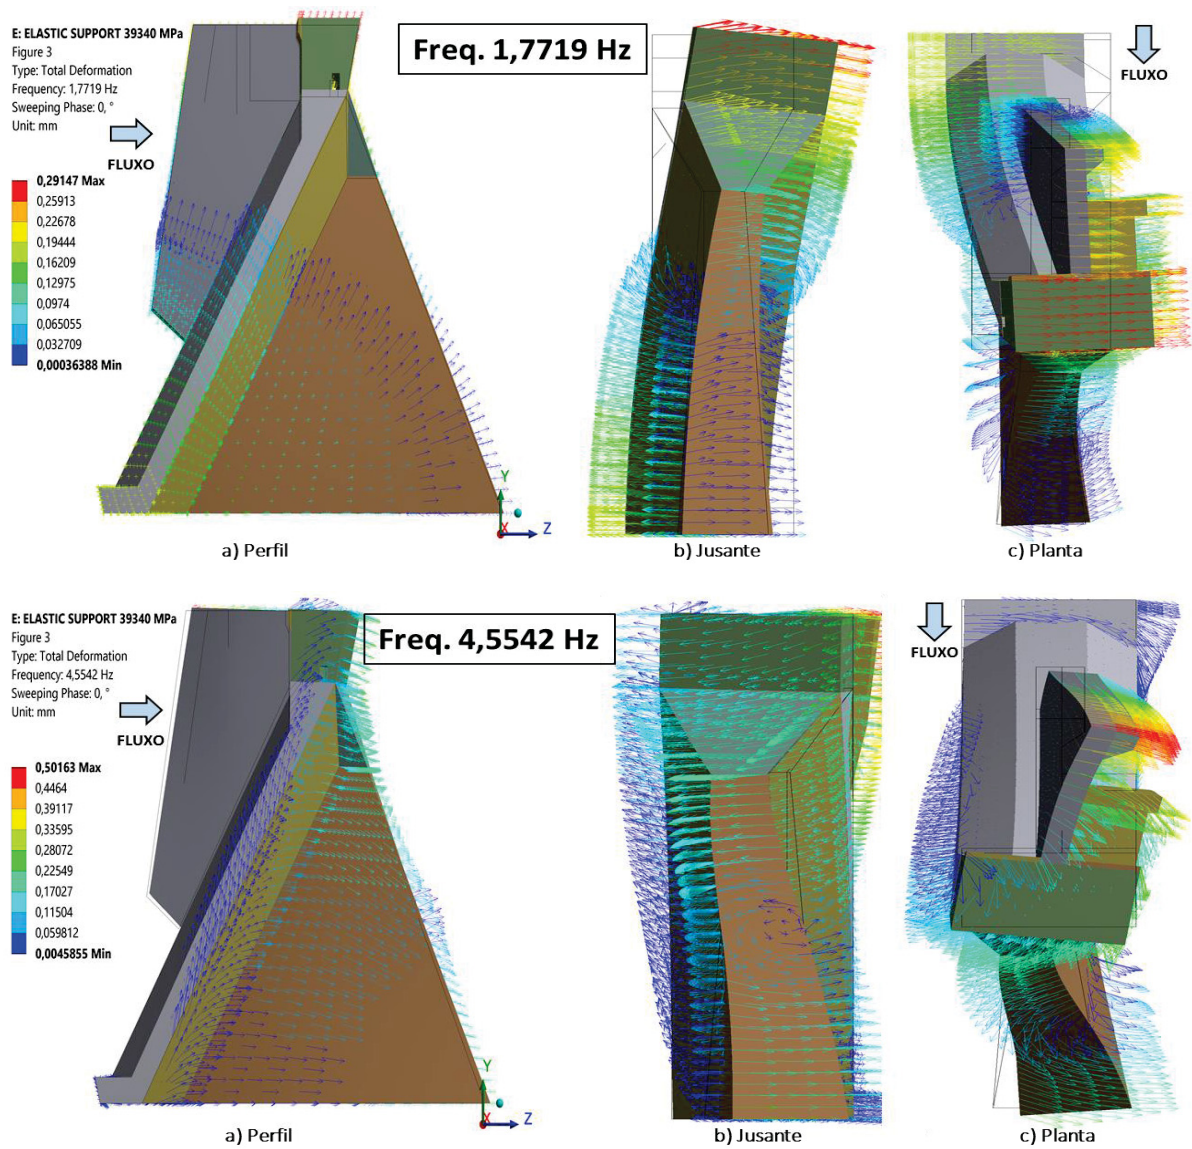 E: ELASTIC SUPPORT 39340 MPa
Figure 3
Type: Total Deformation
Frequency: 1,7719 Hz
Sweeping Phase: 0, °
Unit: mm
FLUXO
0,29147 Max
0,25913
0,22678
0,19444
0,16209
0,12975
0,0974
0,065055
0,032709
0,00036388 Min
Freq. 1,7719 Hz
FLUXO
Y
X
Z
a) Perfil
b) Jusante
c) Planta
E: ELASTIC SUPPORT 39340 MPa
Figure 3
Type: Total Deformation
Frequency: 4,5542 Hz
Sweeping Phase: 0, °
Unit: mm
FLUXO
0,50163 Max
0,4464
0,39117
0,33595
0,28072
0,22549
0,17027
0,11504
0,059812
0,0045855 Min
Freq. 4,5542 Hz
FLUXO
Y
X
Z
a) Perfil
b) Jusante
c) Planta